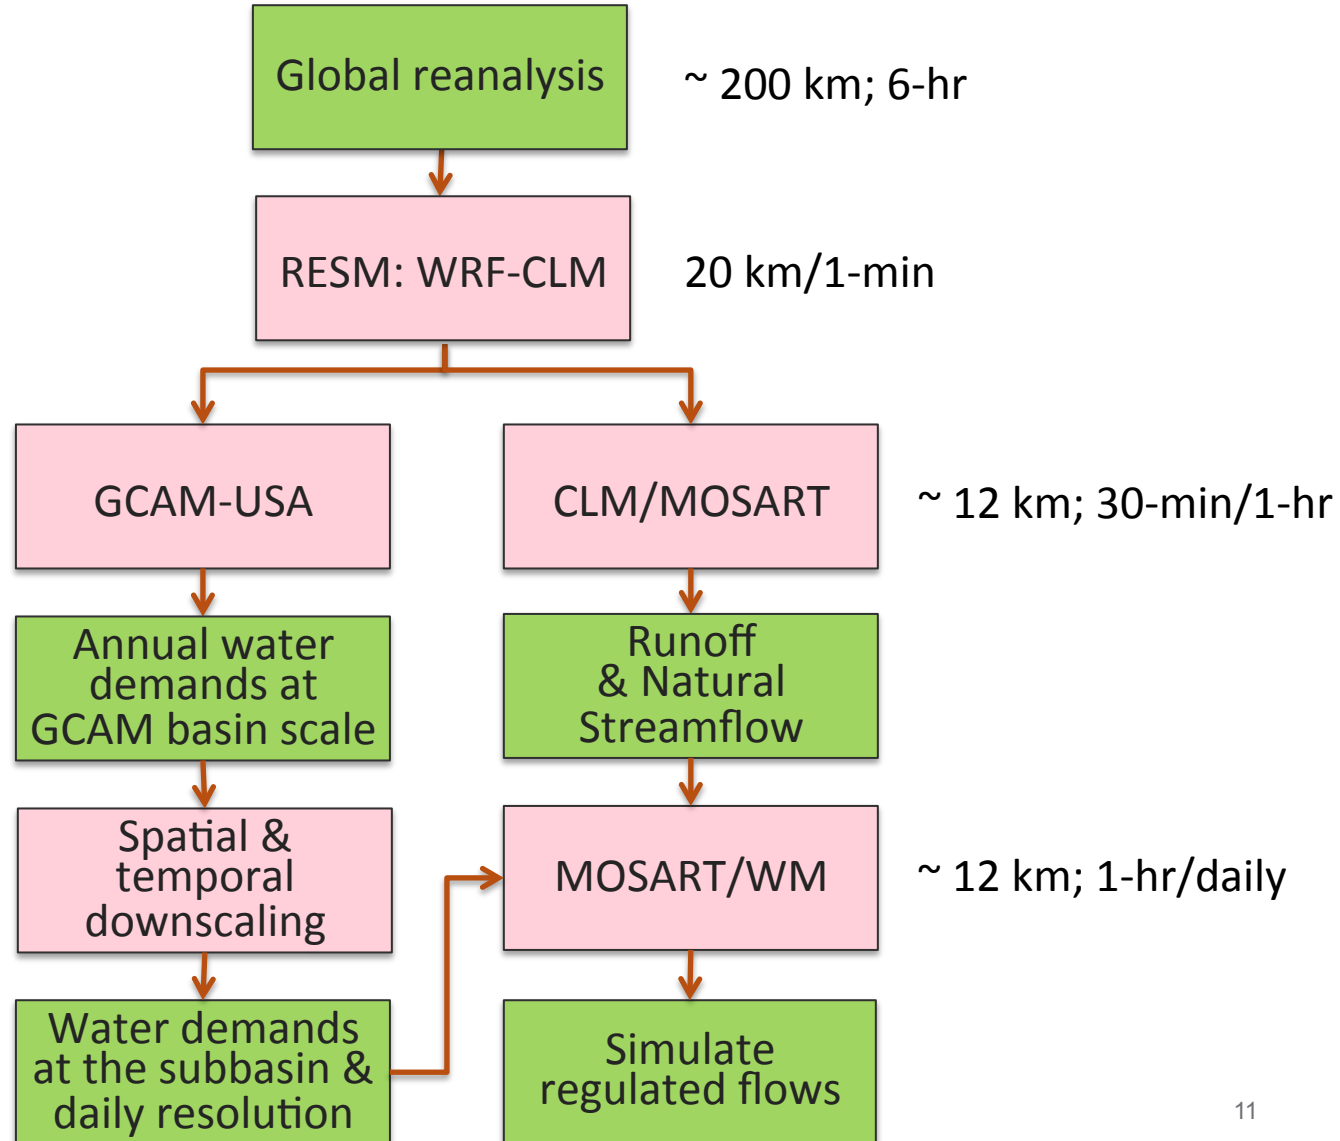 Global reanalysis
~ 200 km; 6-hr
RESM: WRF-CLM
20 km/1-min
GCAM-USA
CLM/MOSART
~ 12 km; 30-min/1-hr
Annual water
demands at
GCAM basin scale
Runoff
& Natural
Streamflow
Spatial &
temporal
downscaling
MOSART/WM
~ 12 km; 1-hr/daily
Water demands
at the subbasin &
daily resolution
Simulate
regulated flows
11